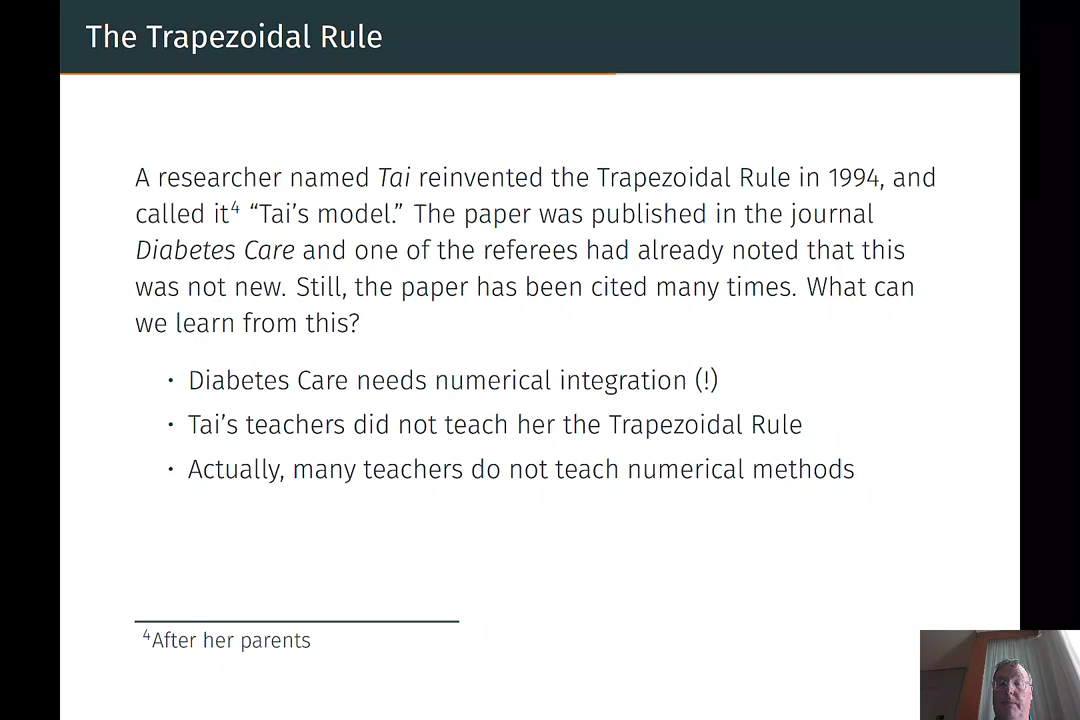 The Trapezoidal Rule
A researcher named Tai reinvented the Trapezoidal Rule in 1994, and
called it⁴ “Tai’s model.” The paper was published in the journal
Diabetes Care and one of the referees had already noted that this
was not new. Still, the paper has been cited many times. What can
we learn from this?
• Diabetes Care needs numerical integration (!)
• Tai’s teachers did not teach her the Trapezoidal Rule
• Actually, many teachers do not teach numerical methods
⁴After her parents